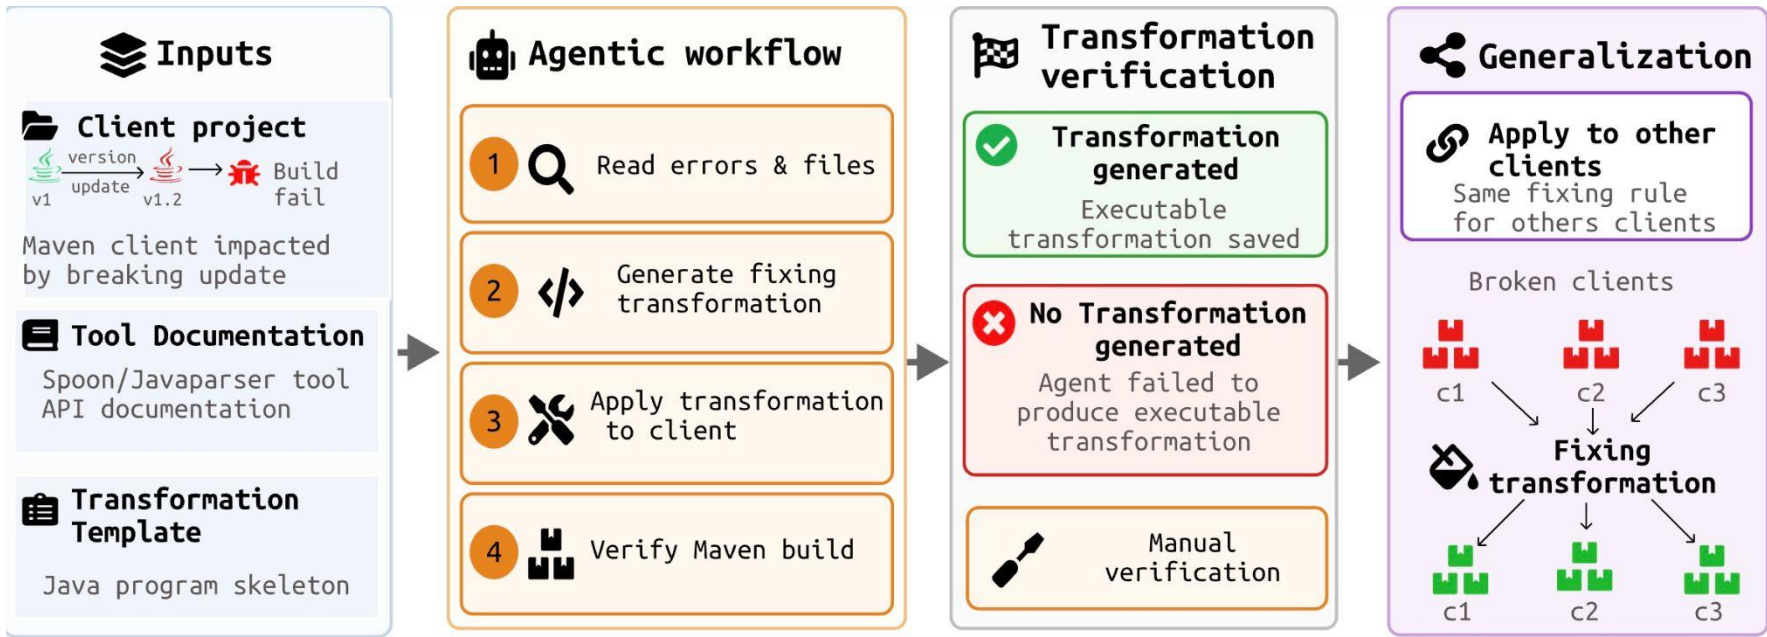 Inputs
Client project
version
update
v1
v1.2
Build
fail
Maven client impacted
by breaking update
Tool Documentation
Spoon/Javaparser tool
API documentation
Transformation
Template
Java program skeleton
Agentic workflow
1
Read errors & files
2
Generate fixing
transformation
3
Apply transformation
to client
4
Verify Maven build
Transformation
verification
Transformation
generated
Executable
transformation saved
No Transformation
generated
Agent failed to
produce executable
transformation
Manual
verification
Generalization
Apply to other
clients
Same fixing rule
for others clients
Broken clients
c1
c2
c3
Fixing
transformation
c1
c2
c3